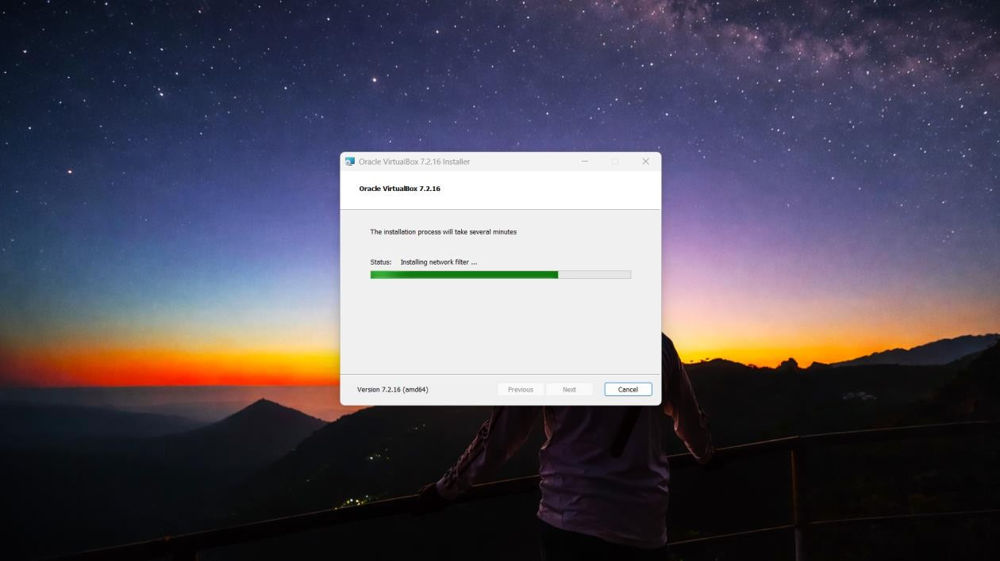 Oracle VirtualBox 7.2.16 Installer
Oracle VirtualBox 7.2.16
The installation process will take several minutes
Status: Installing network filter ...
Version 7.2.16 (amd64)
Previous
Next
Cancel